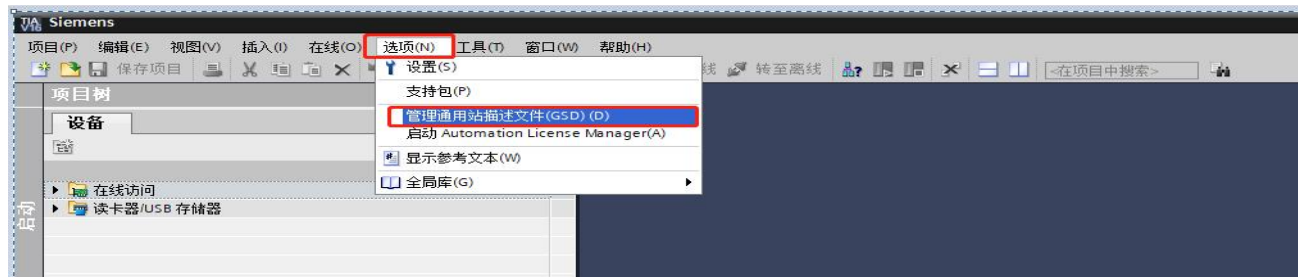 Siemens
项目(P) 编辑(E) 视图(V) 插入(I) 在线(O) 选项(N) 工具(T) 窗口(W) 帮助(H)
保存项目 转至离线 <在项目中搜索>
设置(S)
支持包(P)
管理通用站描述文件(GSD) (D)
启动 Automation License Manager(A)
显示参考文本(W)
全局库(G)
项目树
设备
在线访问
读卡器/USB 存储器
启动